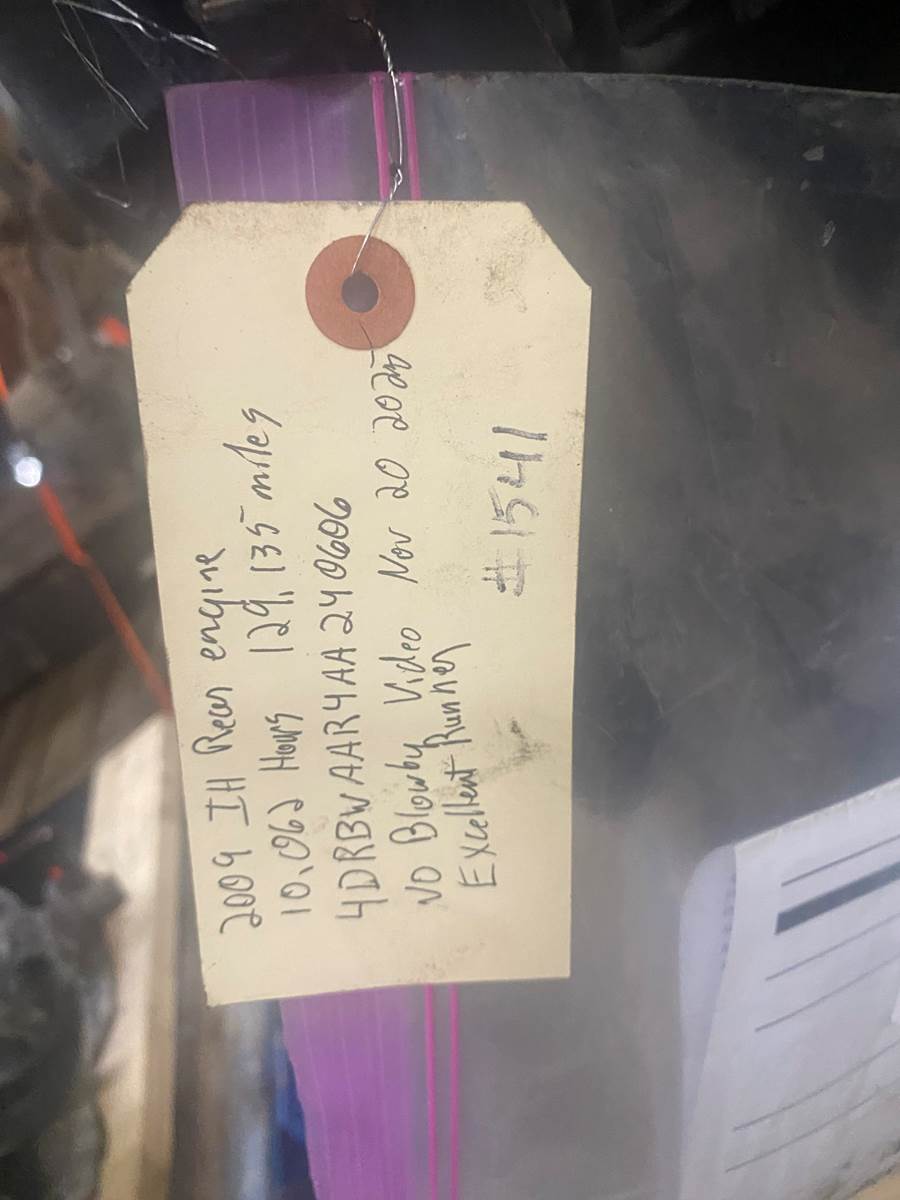 2009 IH Rear engine
10,062 Hours 129,135 miles
4DRBWAAR4AA240606
NO Blowby Video Nov 20 2025
Excellent Runner
#1541